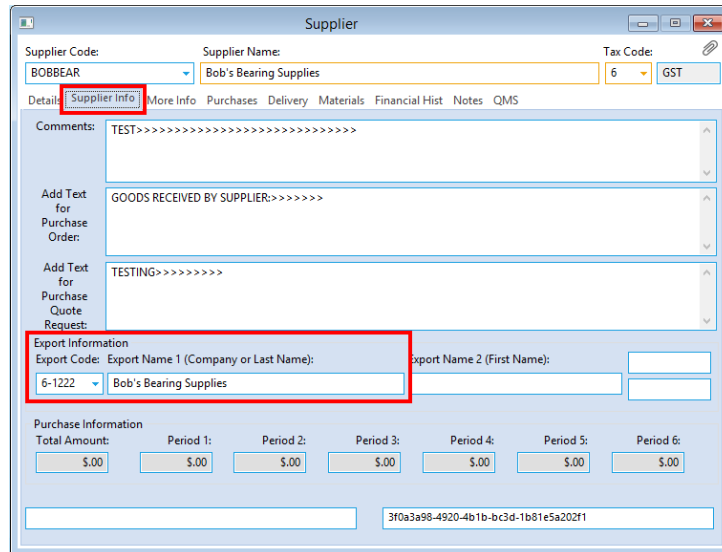 Supplier
Supplier Code:
Supplier Name:
Tax Code:
BOBBEAR
Bob's Bearing Supplies
6
GST
Details Supplier Info More Info Purchases Delivery Materials Financial Hist Notes QMS
Comments:
TEST>>>>>>>>>>>>>>>>>>>>>>>>>>>>>
Add Text
for
Purchase
Order:
GOODS RECEIVED BY SUPPLIER:>>>>>>>
Add Text
for
Purchase
Quote
Request:
TESTING>>>>>>>>>
Export Information
Export Code: Export Name 1 (Company or Last Name):
Export Name 2 (First Name):
6-1222
Bob's Bearing Supplies
Purchase Information
Total Amount: Period 1: Period 2: Period 3: Period 4: Period 5: Period 6:
$.00 $.00 $.00 $.00 $.00 $.00 $.00
3f0a3a98-4920-4b1b-bc3d-1b81e5a202f1